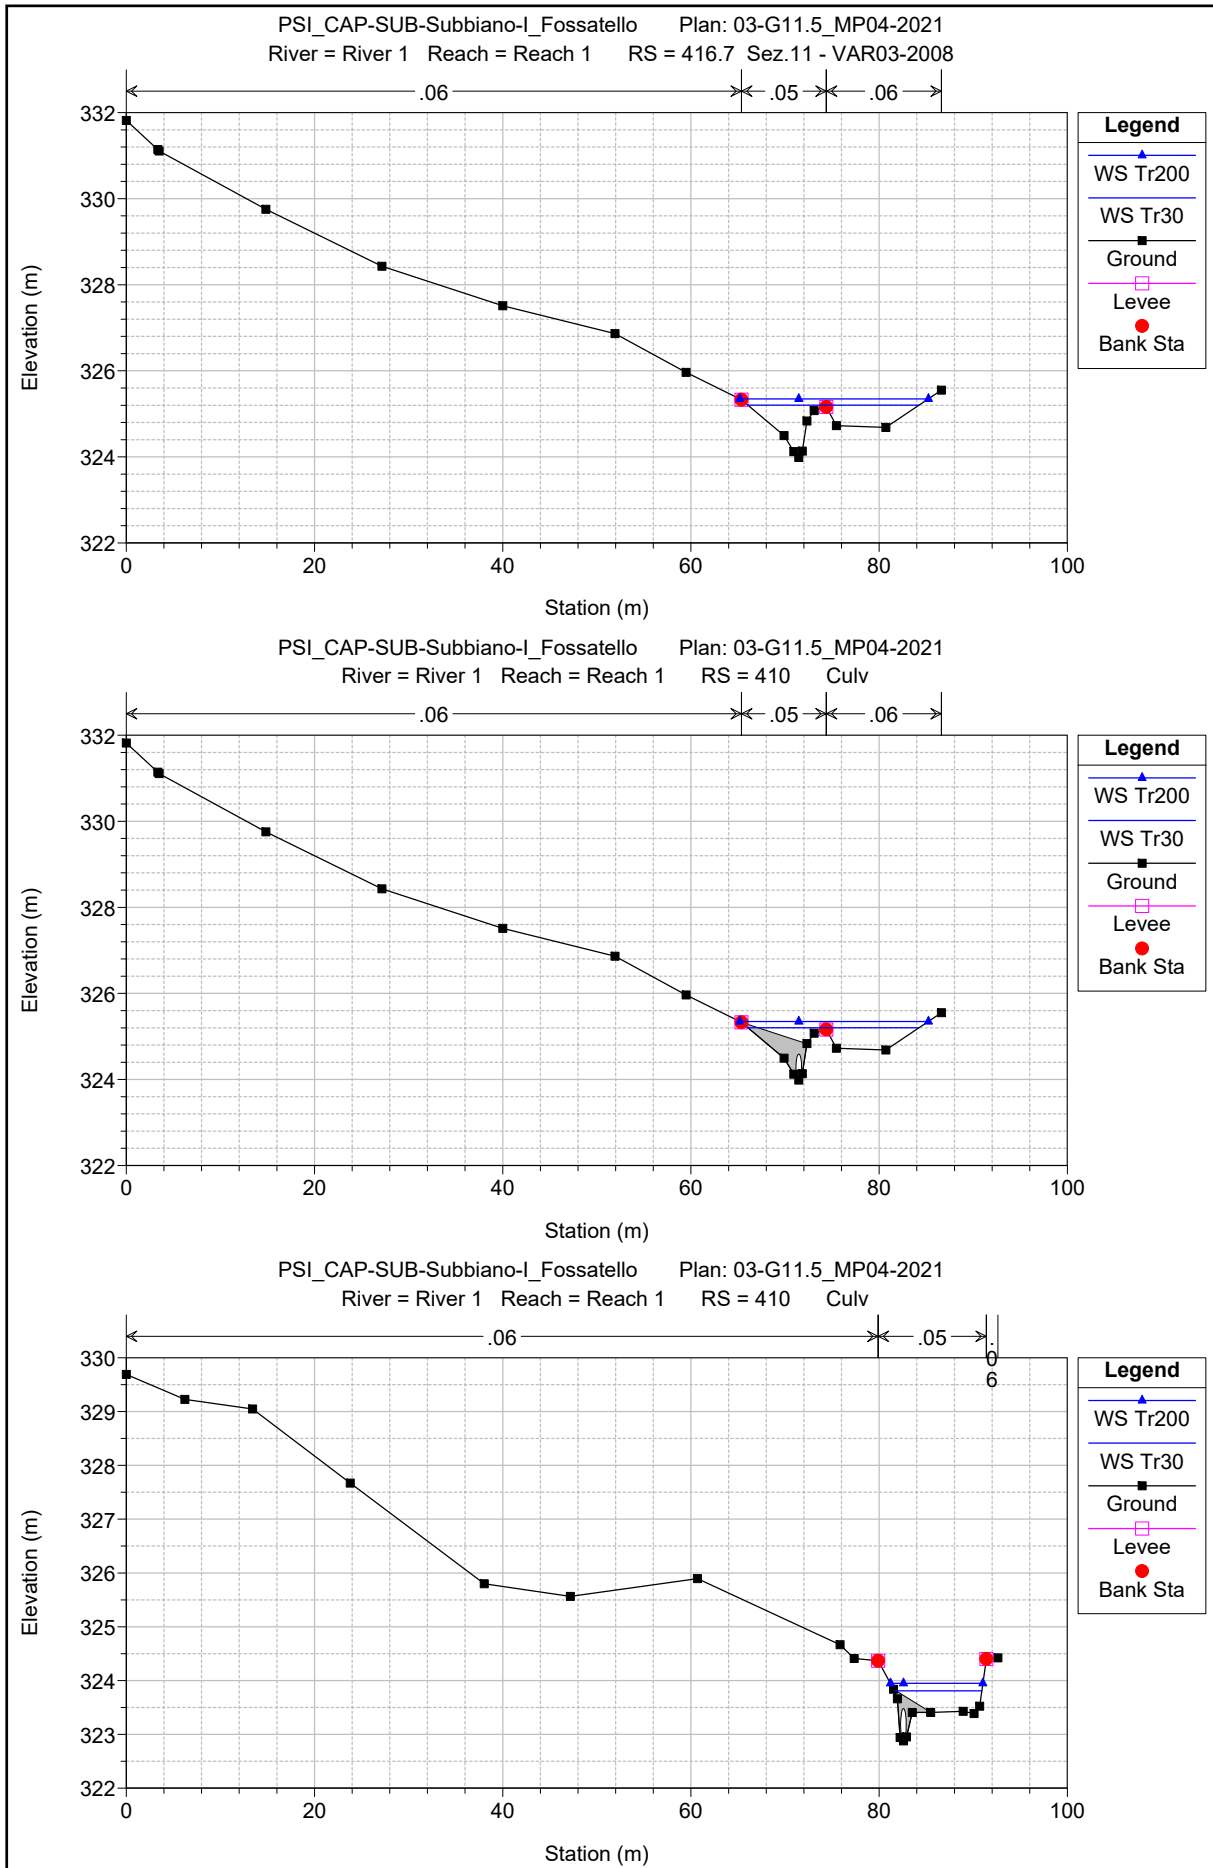 PSI_CAP-SUB-Subbiano-I_Fossatello Plan: 03-G11.5_MP04-2021
River = River 1 Reach = Reach 1 RS = 416.7 Sez.11 - VAR03-2008
.06 .05 .06
332
330
328
326
324
322
0 20 40 60 80 100
Elevation (m)
Station (m)
Legend
WS Tr200
WS Tr30
Ground
Levee
Bank Sta
PSI_CAP-SUB-Subbiano-I_Fossatello Plan: 03-G11.5_MP04-2021
River = River 1 Reach = Reach 1 RS = 410 Culv
.06 .05 .06
332
330
328
326
324
322
0 20 40 60 80 100
Elevation (m)
Station (m)
Legend
WS Tr200
WS Tr30
Ground
Levee
Bank Sta
PSI_CAP-SUB-Subbiano-I_Fossatello Plan: 03-G11.5_MP04-2021
River = River 1 Reach = Reach 1 RS = 410 Culv
.06 .05 .06
330
329
328
327
326
325
324
323
322
0 20 40 60 80 100
Elevation (m)
Station (m)
Legend
WS Tr200
WS Tr30
Ground
Levee
Bank Sta